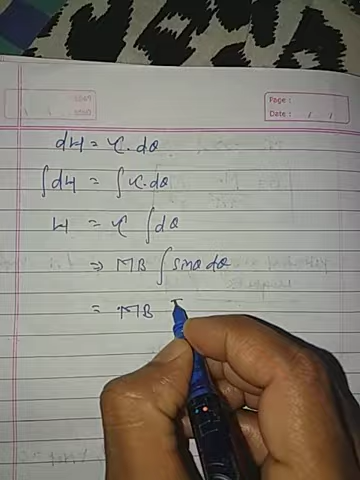 Page :
Date : / /
dW = τ. dθ
∫dW = ∫ τ. dθ
W = τ ∫ dθ
⇒ MB ∫ sinθ dθ
= MB